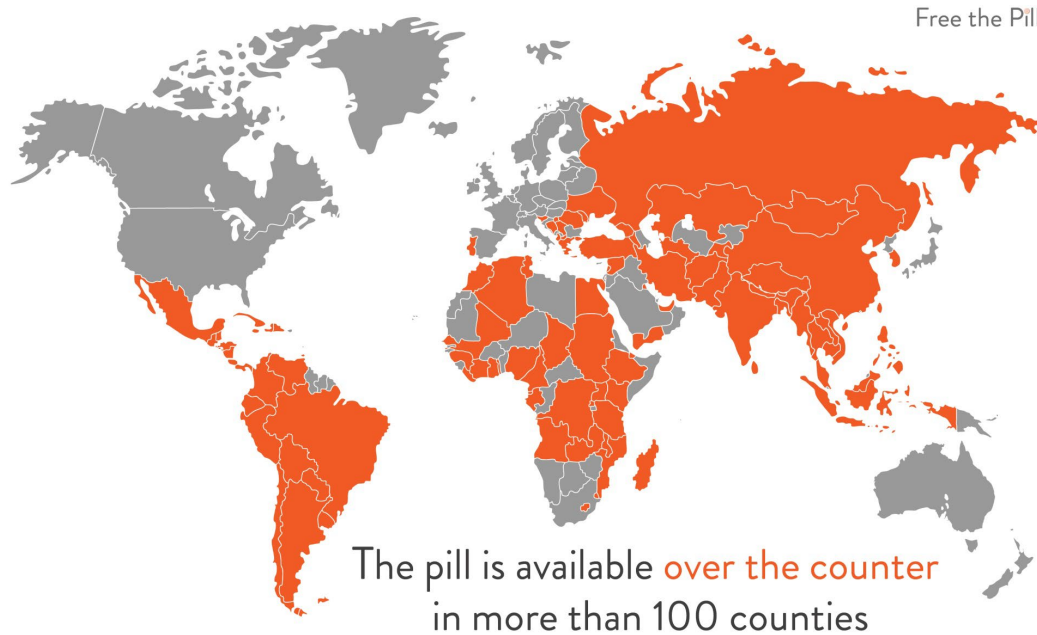 Free the Pill
The pill is available over the counter
in more than 100 counties